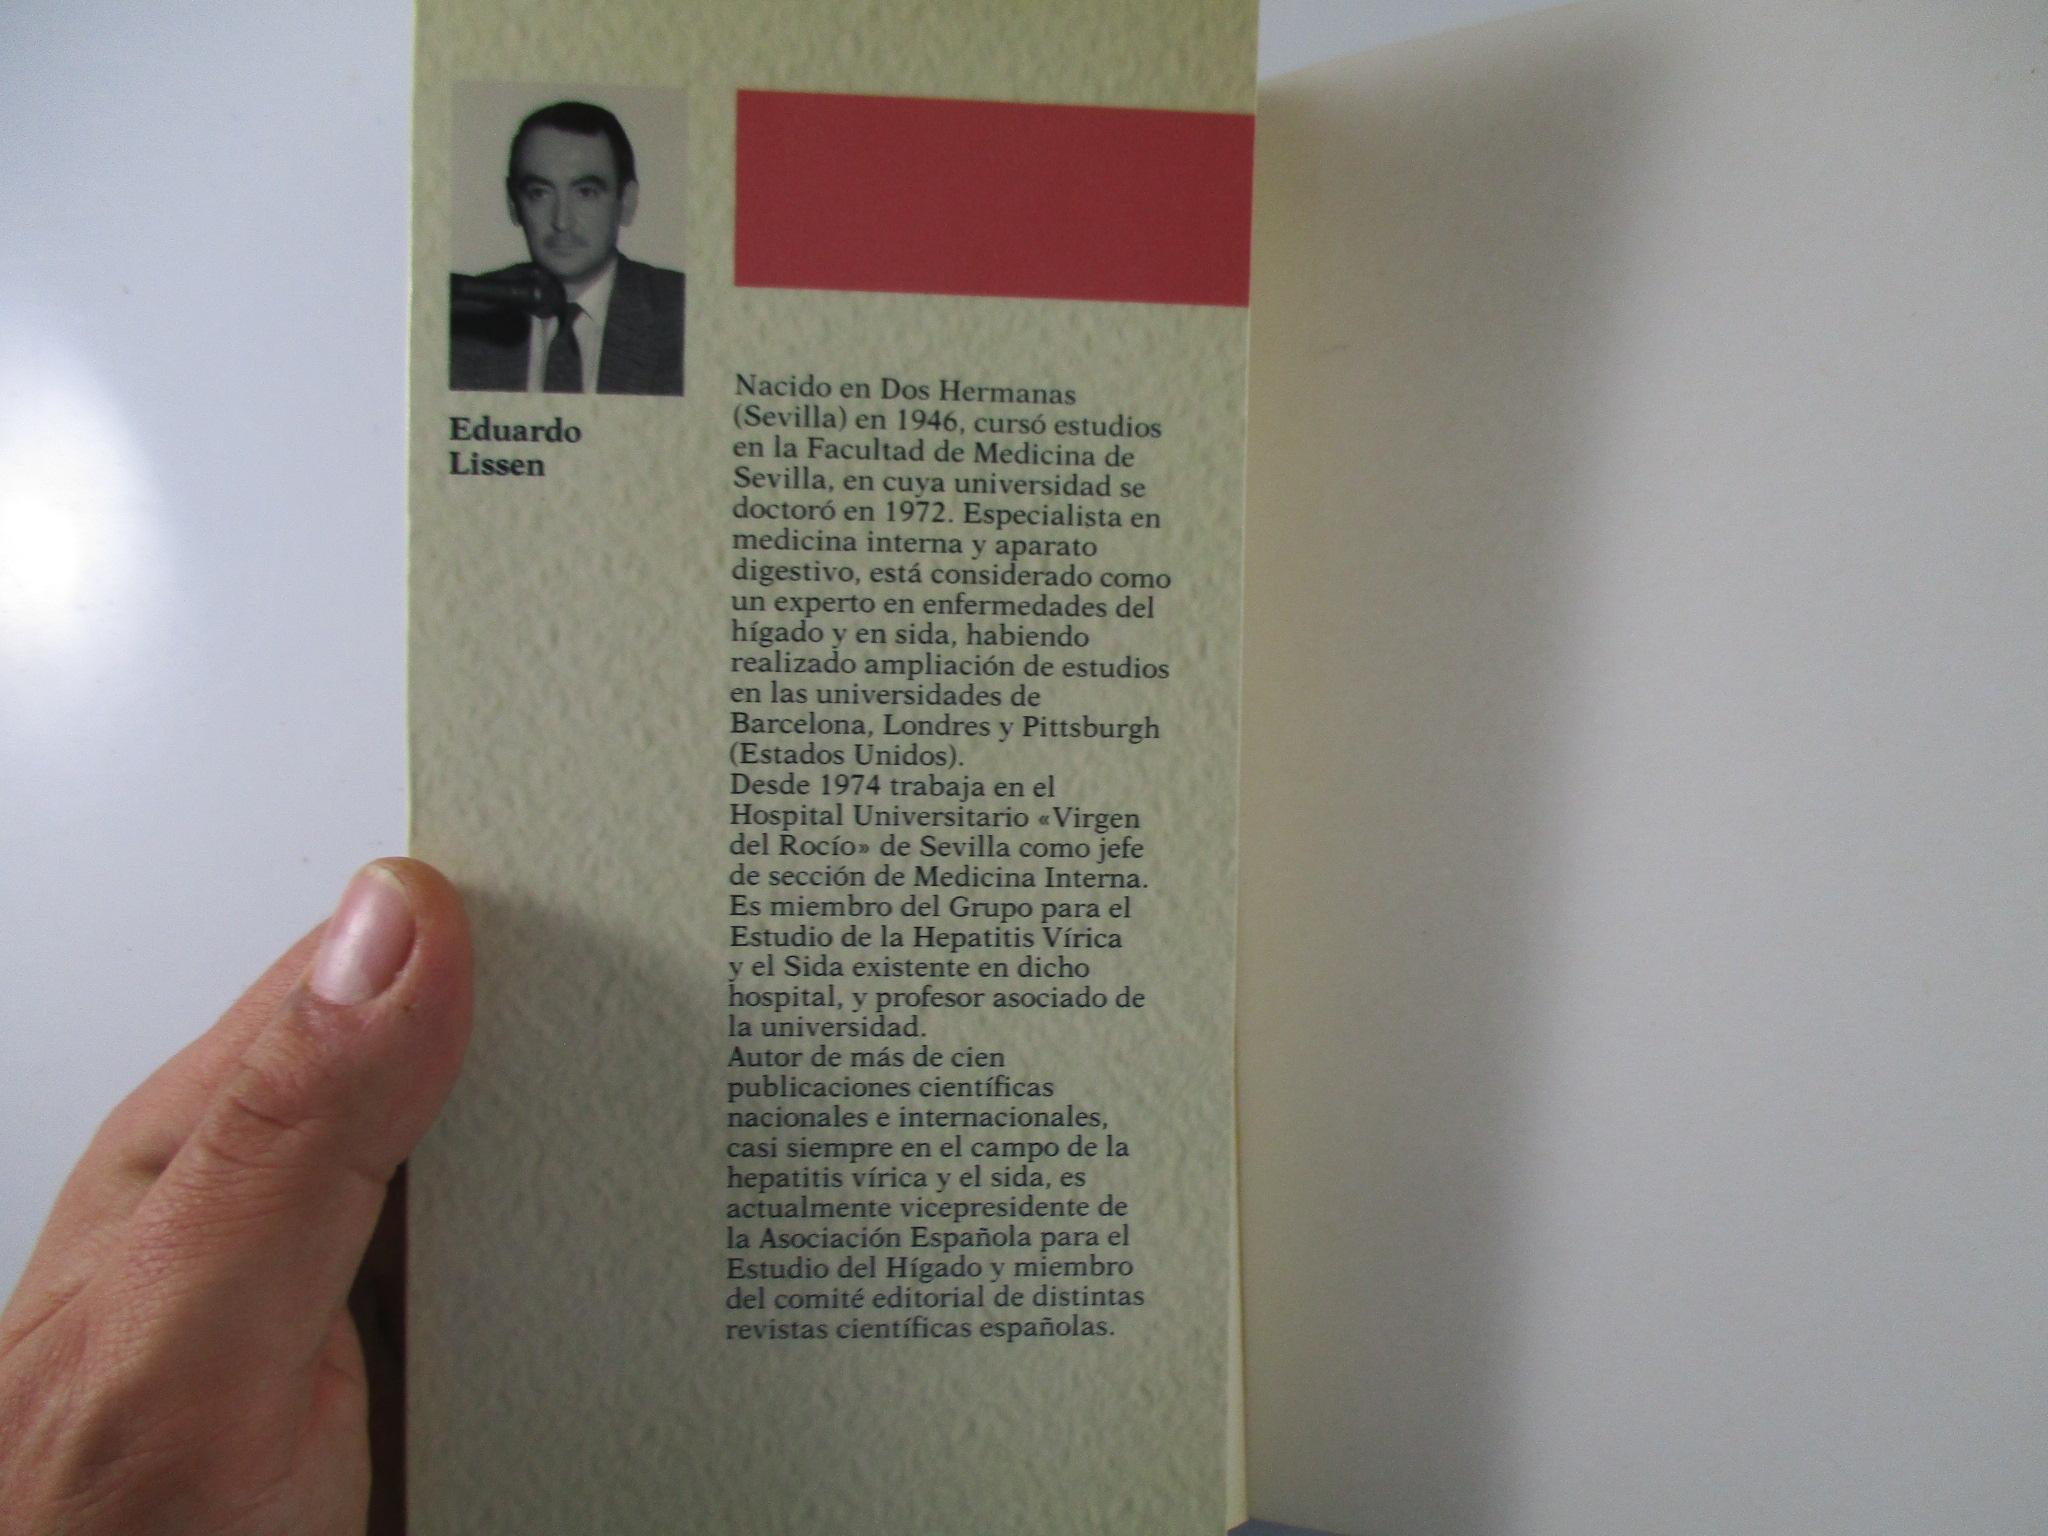 Eduardo
Lissen
Nacido en Dos Hermanas
(Sevilla) en 1946, cursó estudios
en la Facultad de Medicina de
Sevilla, en cuya universidad se
doctoró en 1972. Especialista en
medicina interna y aparato
digestivo, está considerado como
un experto en enfermedades del
hígado y en sida, habiendo
realizado ampliación de estudios
en las universidades de
Barcelona, Londres y Pittsburgh
(Estados Unidos).
Desde 1974 trabaja en el
Hospital Universitario «Virgen
del Rocío» de Sevilla como jefe
de sección de Medicina Interna.
Es miembro del Grupo para el
Estudio de la Hepatitis Vírica
y el Sida existente en dicho
hospital, y profesor asociado de
la universidad.
Autor de más de cien
publicaciones científicas
nacionales e internacionales,
casi siempre en el campo de la
hepatitis vírica y el sida, es
actualmente vicepresidente de
la Asociación Española para el
Estudio del Hígado y miembro
del comité editorial de distintas
revistas científicas españolas.